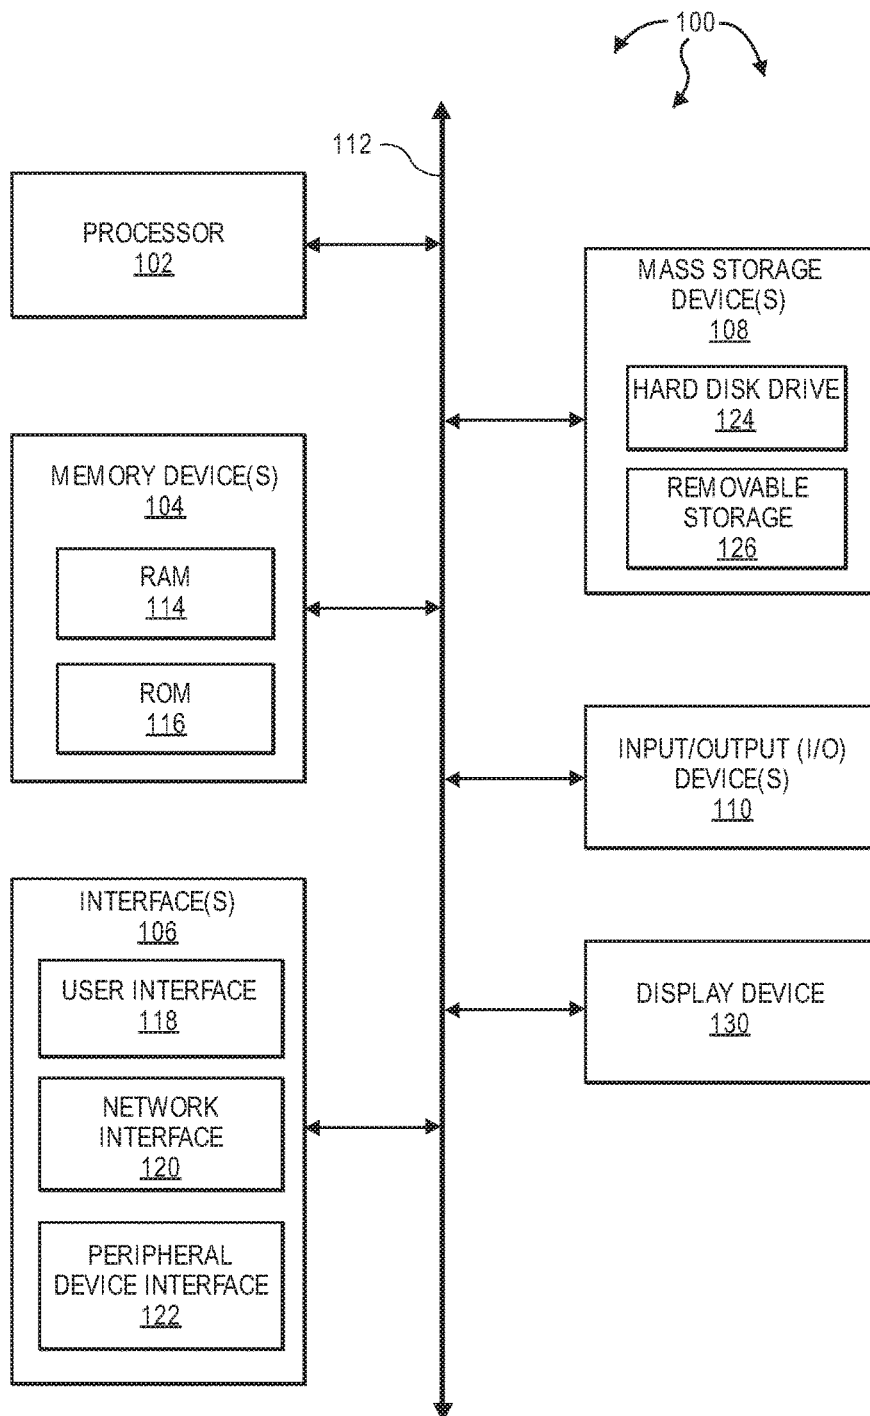 100
112
PROCESSOR
102
MEMORY DEVICE(S)
104
RAM
114
ROM
116
INTERFACE(S)
106
USER INTERFACE
118
NETWORK
INTERFACE
120
PERIPHERAL
DEVICE INTERFACE
122
MASS STORAGE
DEVICE(S)
108
HARD DISK DRIVE
124
REMOVABLE
STORAGE
126
INPUT/OUTPUT (I/O)
DEVICE(S)
110
DISPLAY DEVICE
130